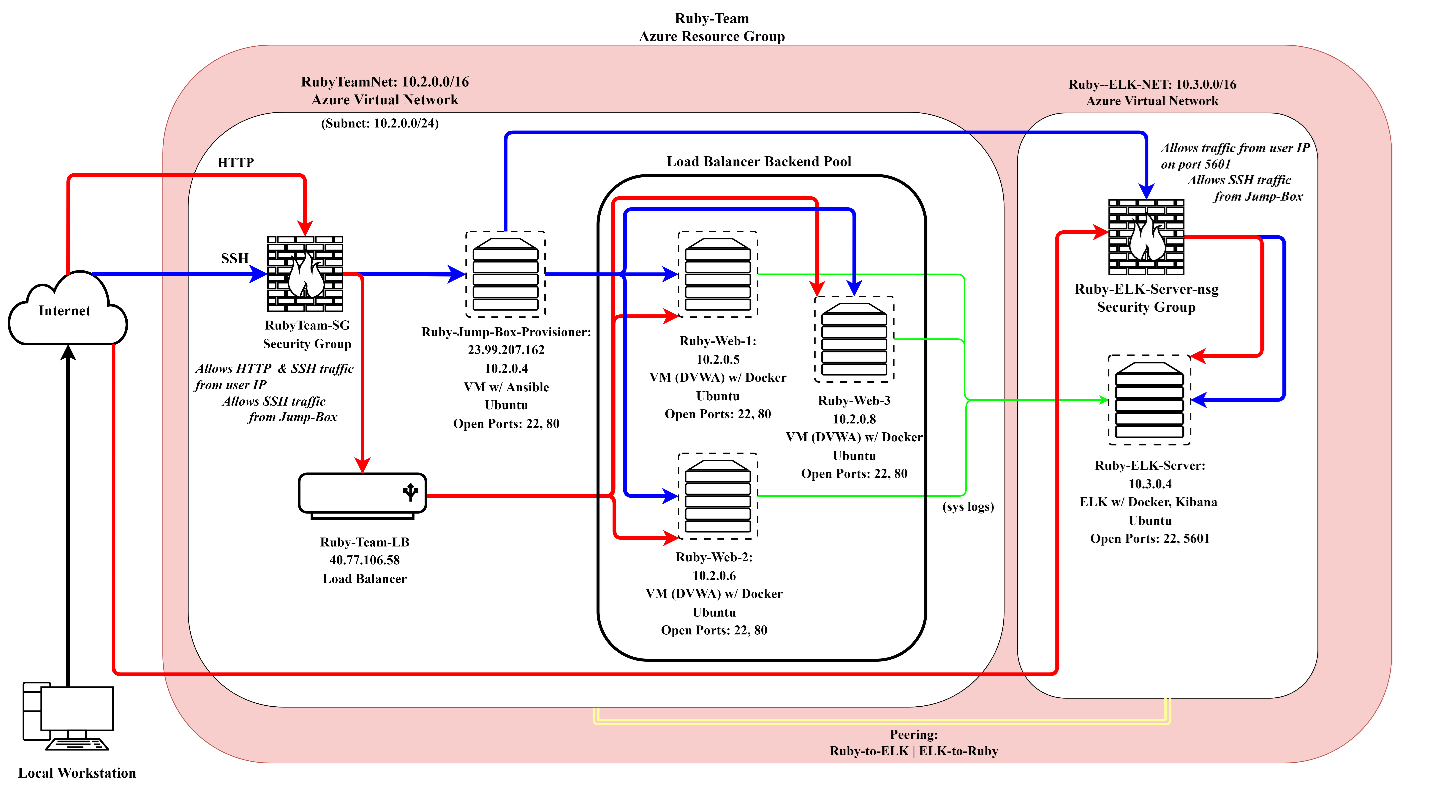 Ruby-Team
Azure Resource Group
RubyTeamNet: 10.2.0.0/16
Azure Virtual Network
(Subnet: 10.2.0.0/24)
Ruby--ELK-NET: 10.3.0.0/16
Azure Virtual Network
HTTP
SSH
Internet
RubyTeam-SG
Security Group
Allows HTTP & SSH traffic
from user IP
Allows SSH traffic
from Jump-Box
Ruby-Jump-Box-Provisioner:
23.99.207.162
10.2.0.4
VM w/ Ansible
Ubuntu
Open Ports: 22, 80
Ruby-Team-LB
40.77.106.58
Load Balancer
Load Balancer Backend Pool
Ruby-Web-1:
10.2.0.5
VM (DVWA) w/ Docker
Ubuntu
Open Ports: 22, 80
Ruby-Web-3
10.2.0.8
VM (DVWA) w/ Docker
Ubuntu
Open Ports: 22, 80
Ruby-Web-2:
10.2.0.6
VM (DVWA) w/ Docker
Ubuntu
Open Ports: 22, 80
(sys logs)
Allows traffic from user IP
on port 5601
Allows SSH traffic
from Jump-Box
Ruby-ELK-Server-nsg
Security Group
Ruby-ELK-Server:
10.3.0.4
ELK w/ Docker, Kibana
Ubuntu
Open Ports: 22, 5601
Peering:
Ruby-to-ELK | ELK-to-Ruby
Local Workstation